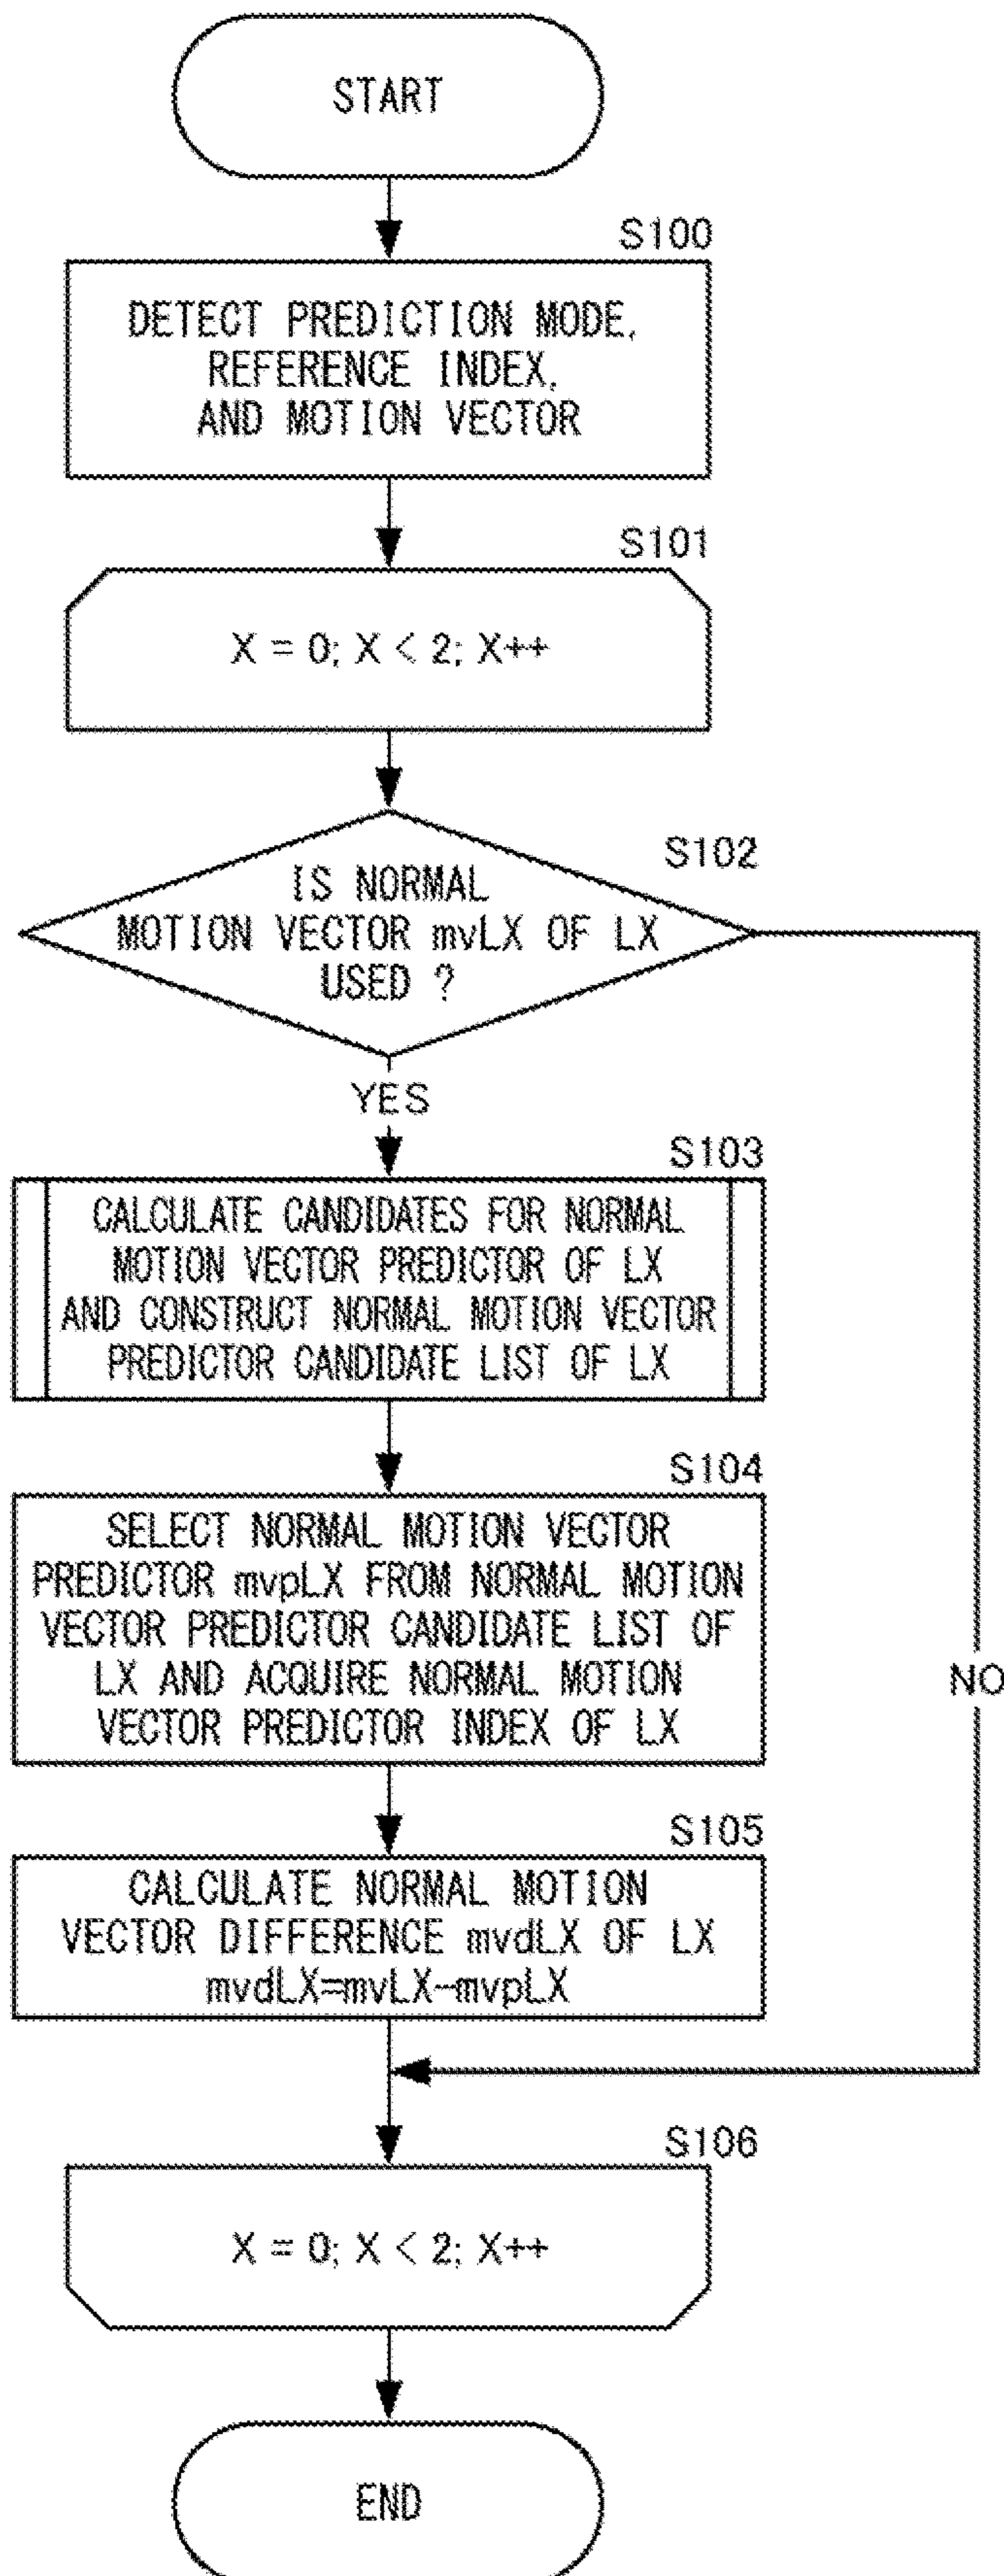 START
S100
DETECT PREDICTION MODE,
REFERENCE INDEX,
AND MOTION VECTOR
S101
X = 0; X < 2; X++
S102
IS NORMAL
MOTION VECTOR mvLX OF LX
USED ?
YES
S103
CALCULATE CANDIDATES FOR NORMAL
MOTION VECTOR PREDICTOR OF LX
AND CONSTRUCT NORMAL MOTION VECTOR
PREDICTOR CANDIDATE LIST OF LX
S104
SELECT NORMAL MOTION VECTOR
PREDICTOR mvpLX FROM NORMAL MOTION
VECTOR PREDICTOR CANDIDATE LIST OF
LX AND ACQUIRE NORMAL MOTION
VECTOR PREDICTOR INDEX OF LX
NO
S105
CALCULATE NORMAL MOTION
VECTOR DIFFERENCE mvdLX OF LX
mvdLX=mvLX-mvpLX
S106
X = 0; X < 2; X++
END